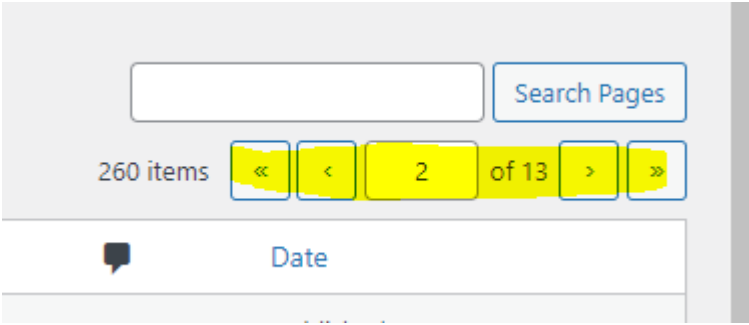 Search Pages
260 items « ‹ 2 of 13 › »
Date